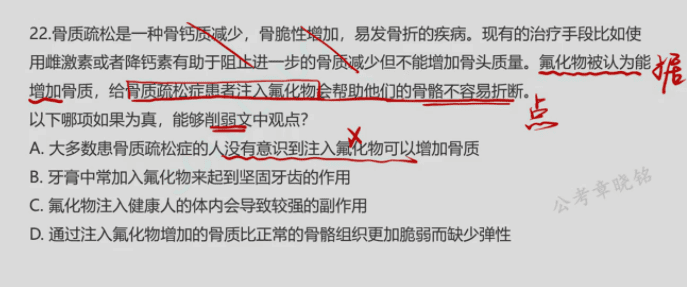 22.骨质疏松是一种骨钙质减少，骨脆性增加，易发骨折的疾病。现有的治疗手段比如使
用雌激素或者降钙素有助于阻止进一步的骨质减少但不能增加骨头质量。氟化物被认为能
增加骨质，给骨质疏松症患者注入氟化物会帮助他们的骨骼不容易折断。
据
点
以下哪项如果为真，能够削弱文中观点？
A. 大多数患骨质疏松症的人没有意识到注入氟化物可以增加骨质
B. 牙膏中常加入氟化物来起到坚固牙齿的作用
C. 氟化物注入健康人的体内会导致较强的副作用
D. 通过注入氟化物增加的骨质比正常的骨骼组织更加脆弱而缺少弹性
公考章晓铭